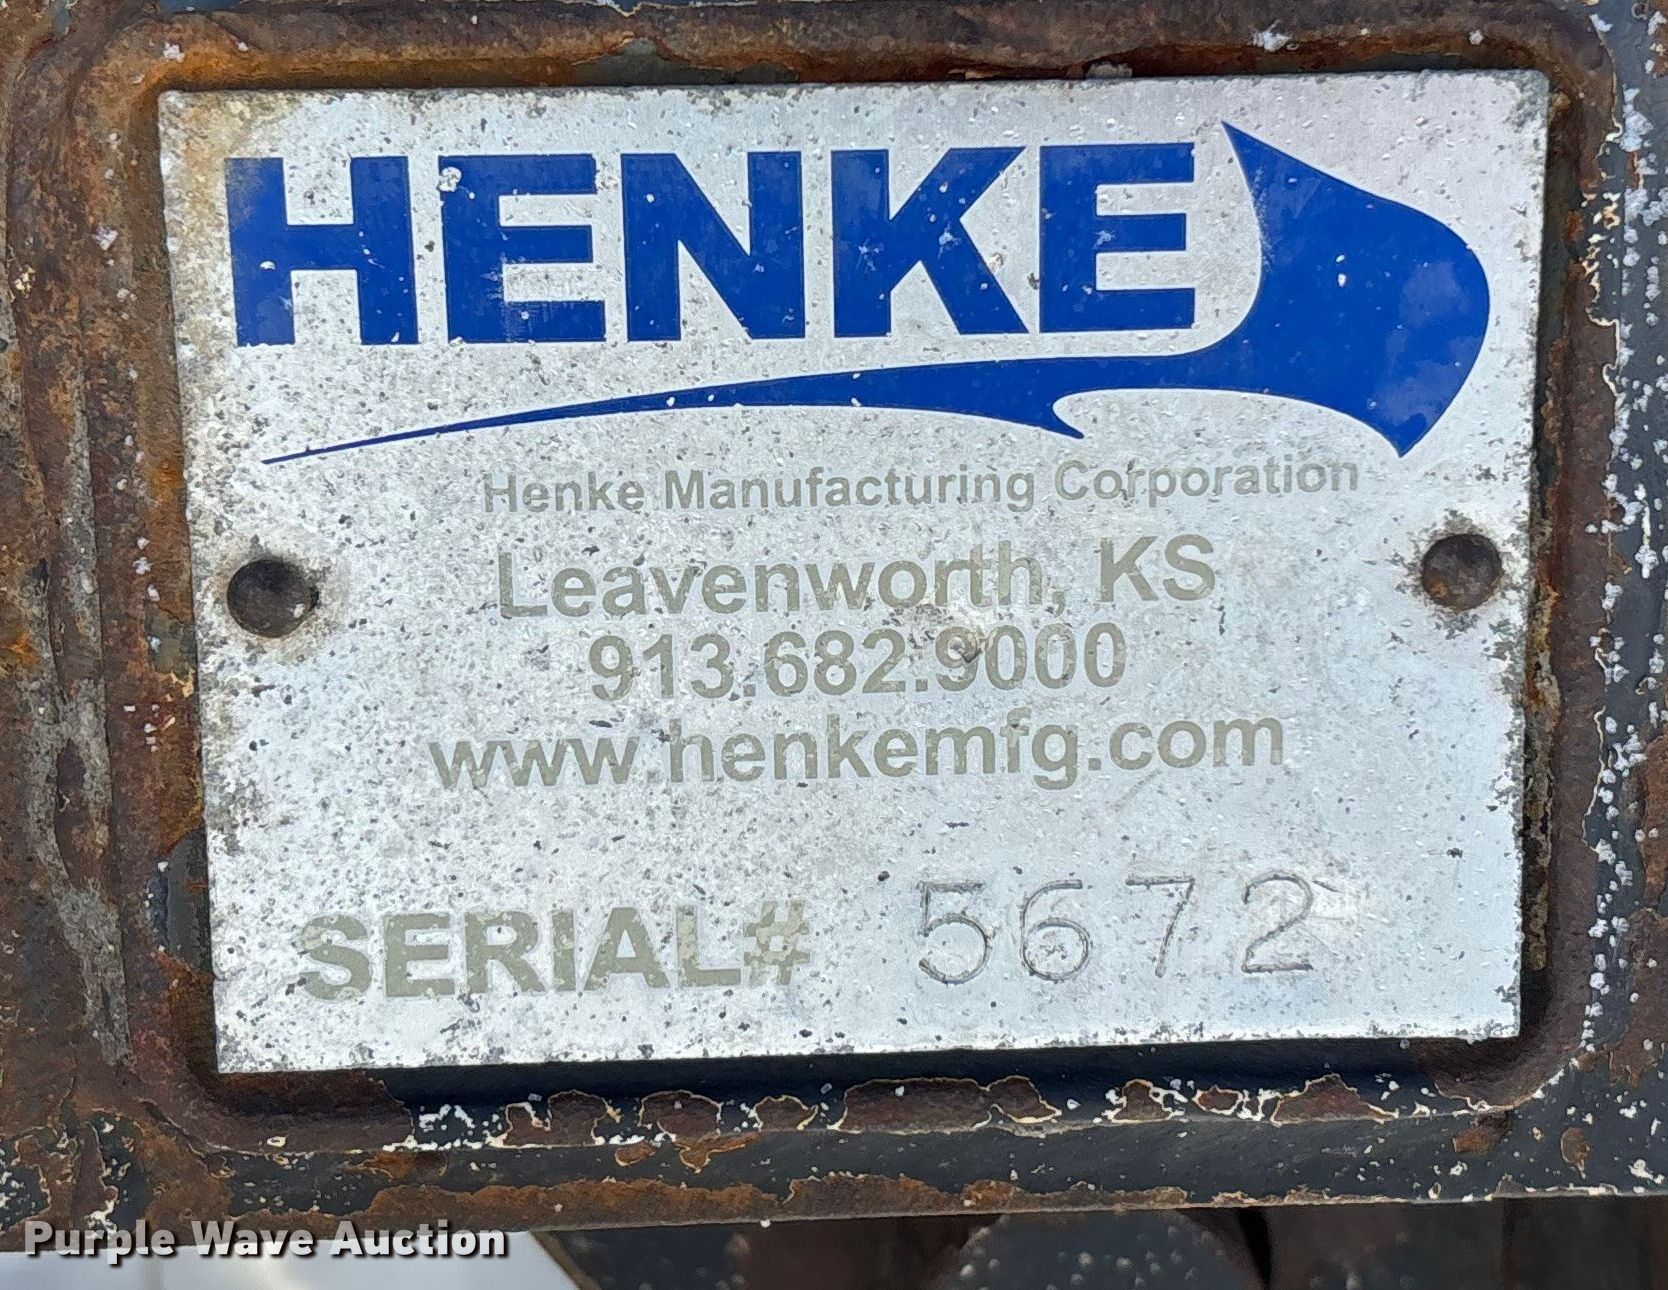 HENKE
Henke Manufacturing Corporation
Leavenworth, KS
913.682.9000
www.henkemfg.com
SERIAL# 5672
Purple Wave Auction